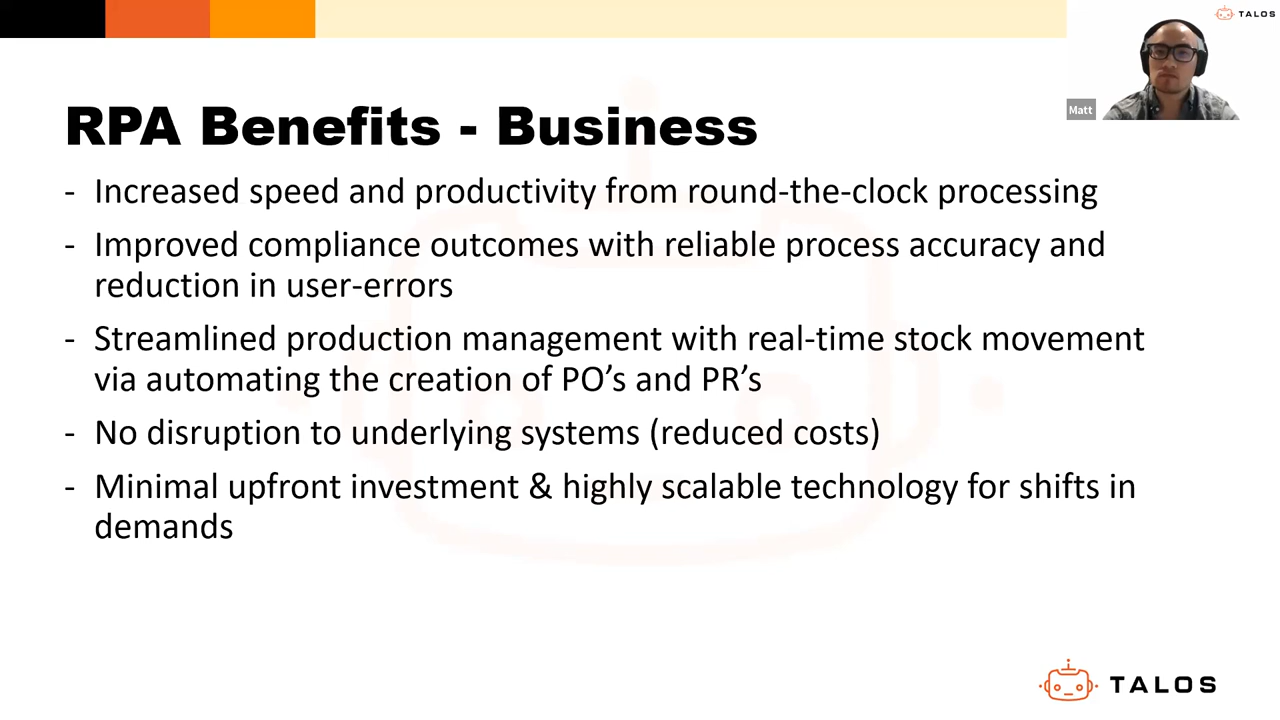 TALOS
Matt
RPA Benefits - Business
- Increased speed and productivity from round-the-clock processing
- Improved compliance outcomes with reliable process accuracy and
reduction in user-errors
- Streamlined production management with real-time stock movement
via automating the creation of PO’s and PR’s
- No disruption to underlying systems (reduced costs)
- Minimal upfront investment & highly scalable technology for shifts in
demands
TALOS